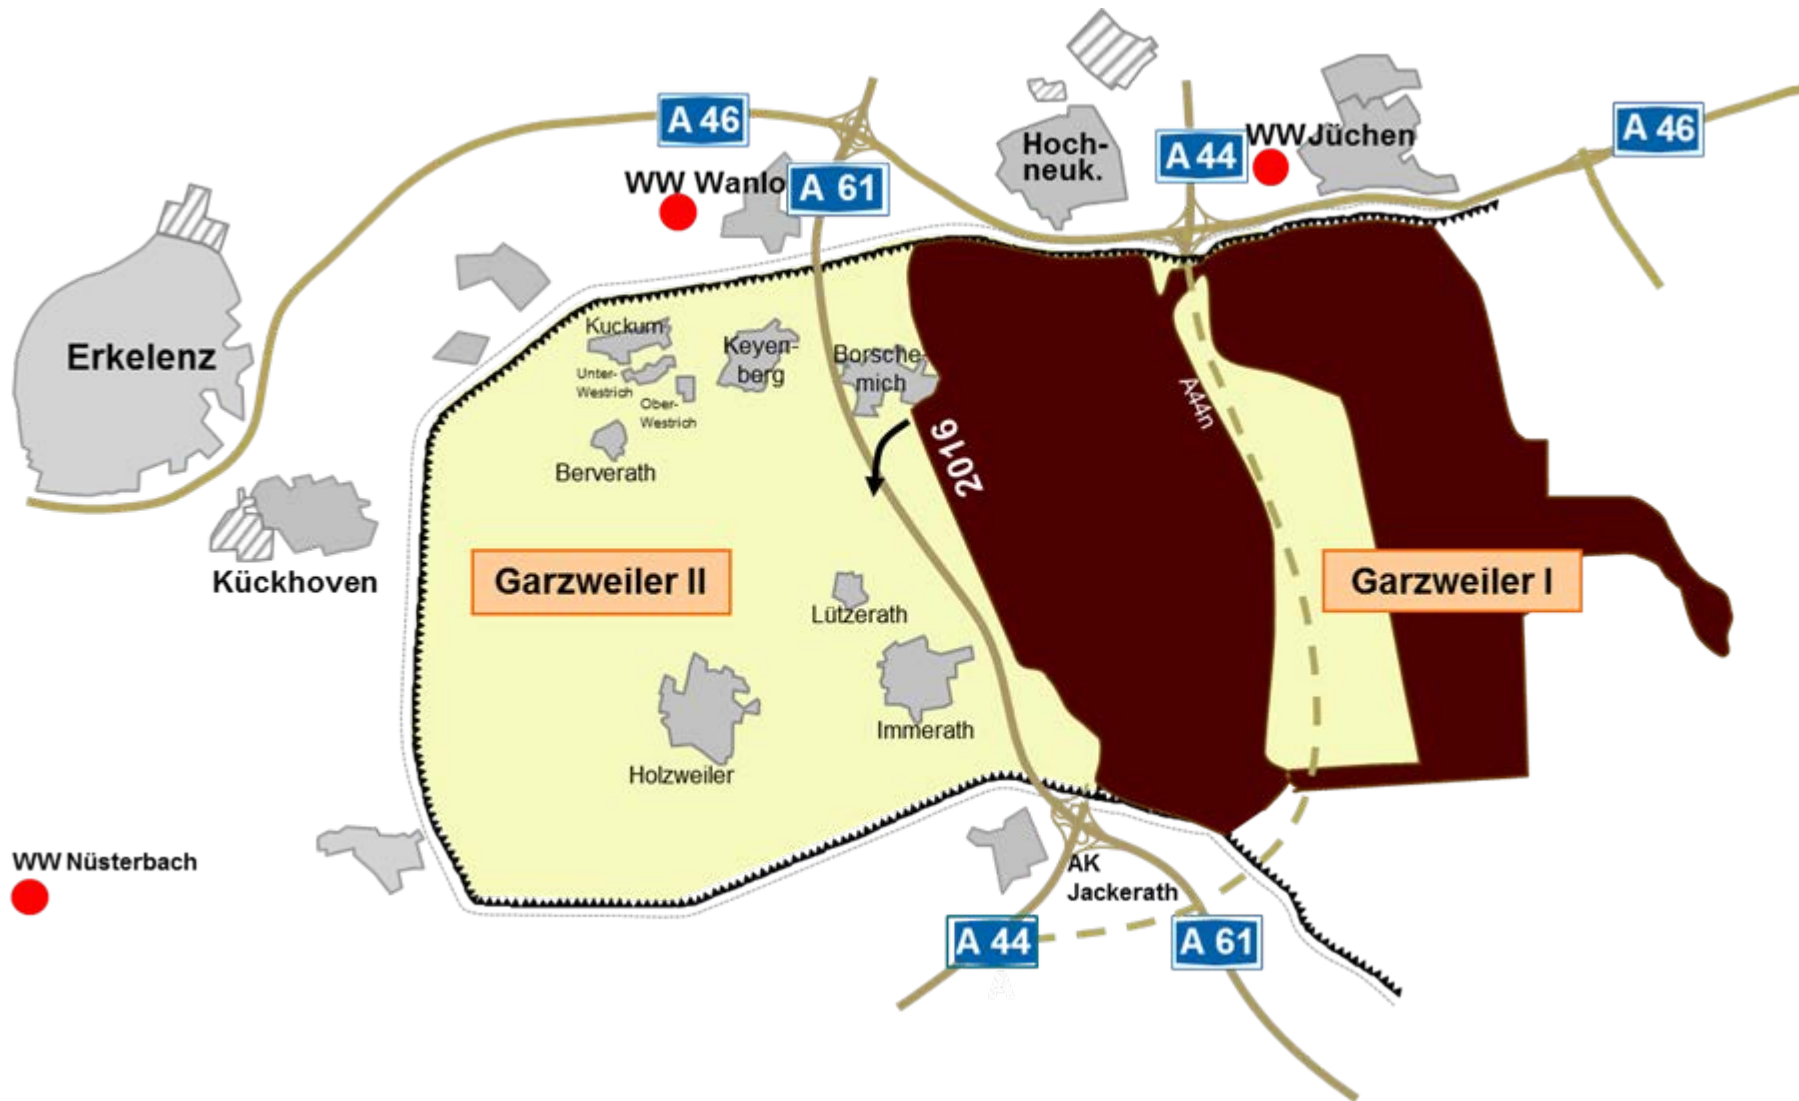 A 46
Hoch-
neuk.
A 44
WW Jüchen
A 46
WW Wanlo
A 61
Erkelenz
Kuckum
Keyen-
berg
Borsche-
mich
Unter-
Westrich
Ober-
Westrich
A44n
Berverath
2016
Kückhoven
Garzweiler II
Garzweiler I
Lützerath
Immerath
Holzweiler
WW Nüsterbach
AK
Jackerath
A 44
A 61